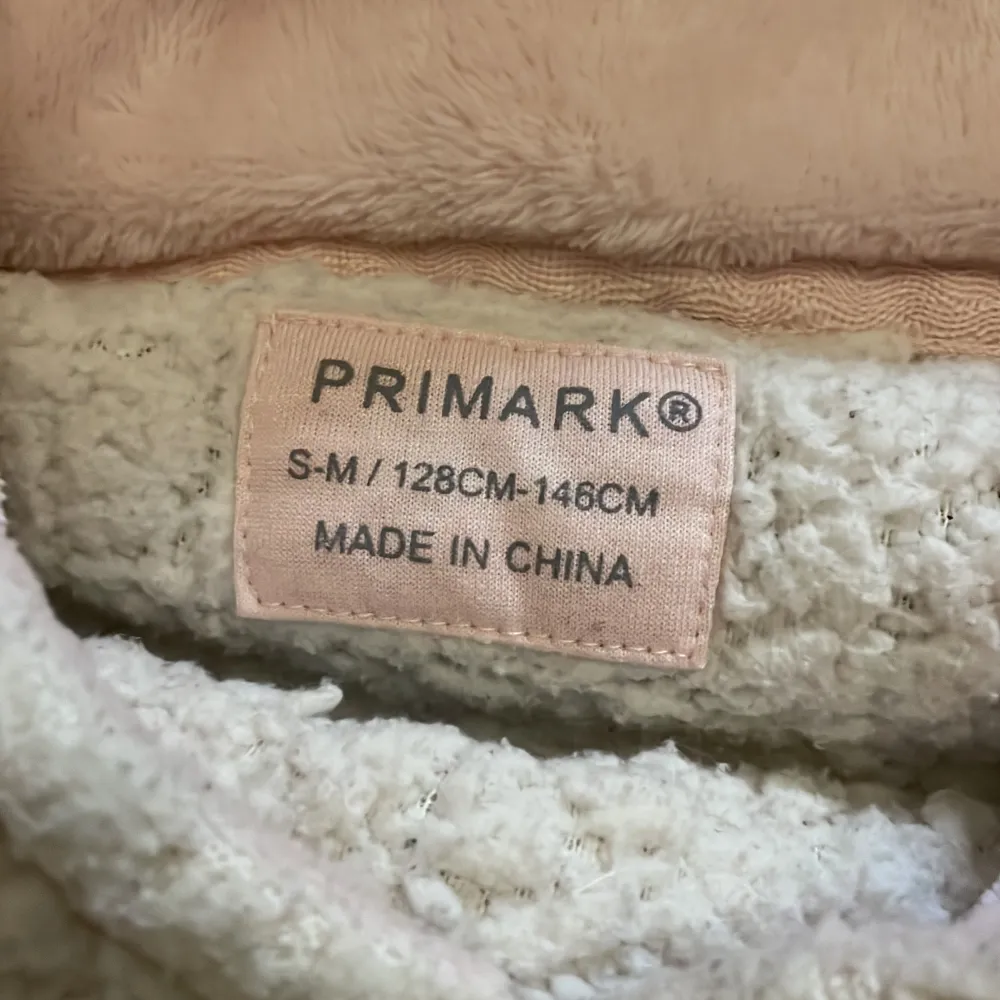 PRIMARK®
S-M / 128CM-146CM
MADE IN CHINA